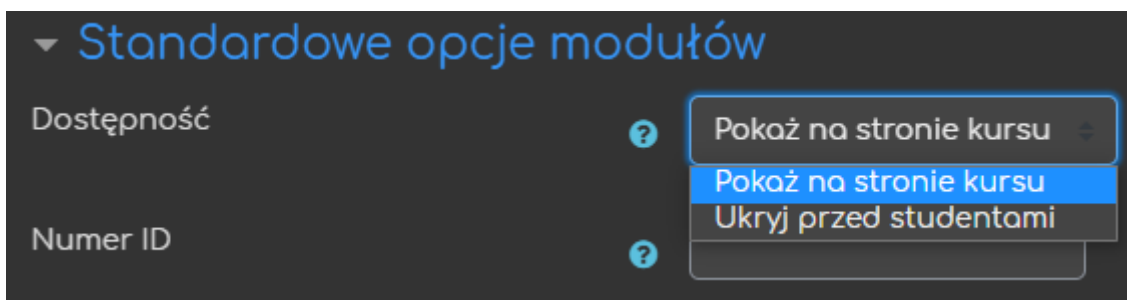 Standardowe opcje modułów
Dostępność
Pokaż na stronie kursu
Pokaż na stronie kursu
Ukryj przed studentami
Numer ID